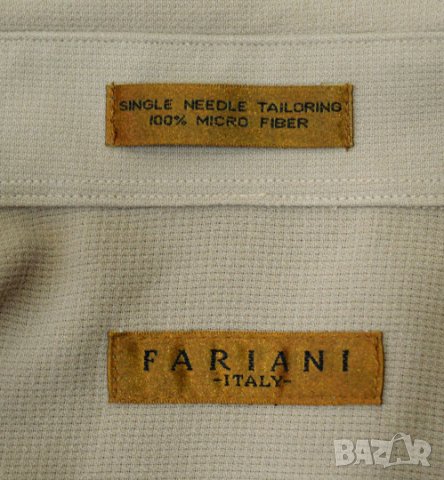 SINGLE NEEDLE TAILORING
100% MICRO FIBER
FARIANI
-ITALY-
BAZAR